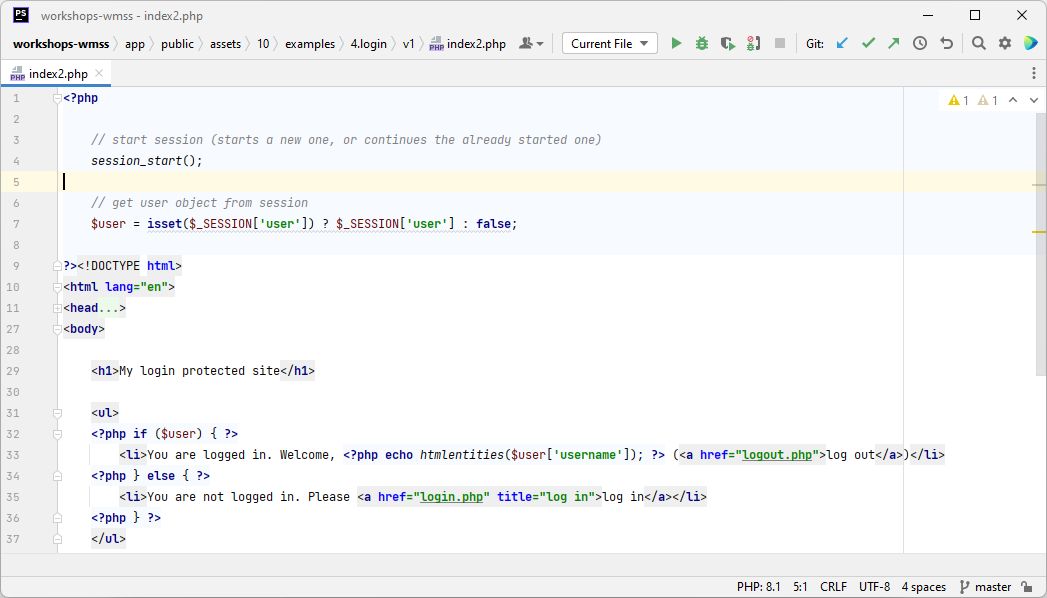 PS workshops-wmss - index2.php
workshops-wmss app public assets 10 examples 4.login v1 PHP index2.php Current File Git:
PHP index2.php
1 <?php 1 1
2
3 // start session (starts a new one, or continues the already started one)
4 session_start();
5
6 // get user object from session
7 $user = isset($_SESSION['user']) ? $_SESSION['user'] : false;
8
9 ?><!DOCTYPE html>
10 <html lang="en">
11 <head...>
27 <body>
28
29 <h1>My login protected site</h1>
30
31 <ul>
32 <?php if ($user) { ?>
33 <li>You are logged in. Welcome, <?php echo htmlentities($user['username']); ?> (<a href="logout.php">log out</a>)</li>
34 <?php } else { ?>
35 <li>You are not logged in. Please <a href="login.php" title="log in">log in</a></li>
36 <?php } ?>
37 </ul>
PHP: 8.1 5:1 CRLF UTF-8 4 spaces master